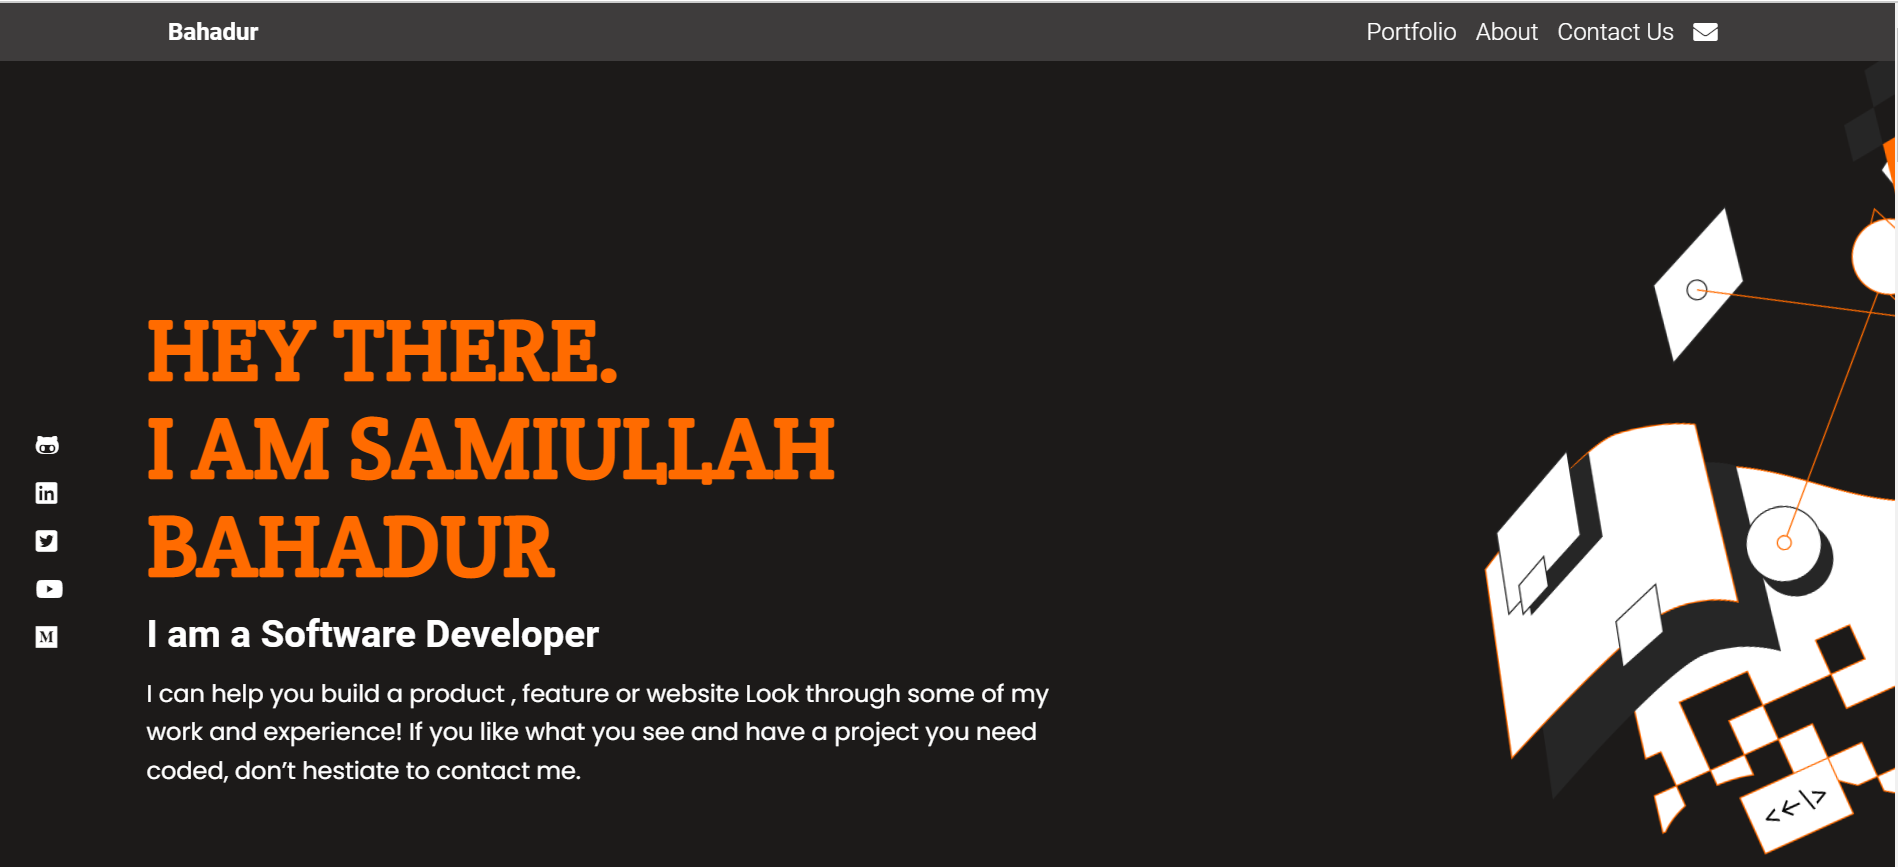 Bahadur
Portfolio About Contact Us
HEY THERE.
I AM SAMIULLAH
BAHADUR
I am a Software Developer
I can help you build a product , feature or website Look through some of my
work and experience! If you like what you see and have a project you need
coded, don’t hestiate to contact me.
<←|\>